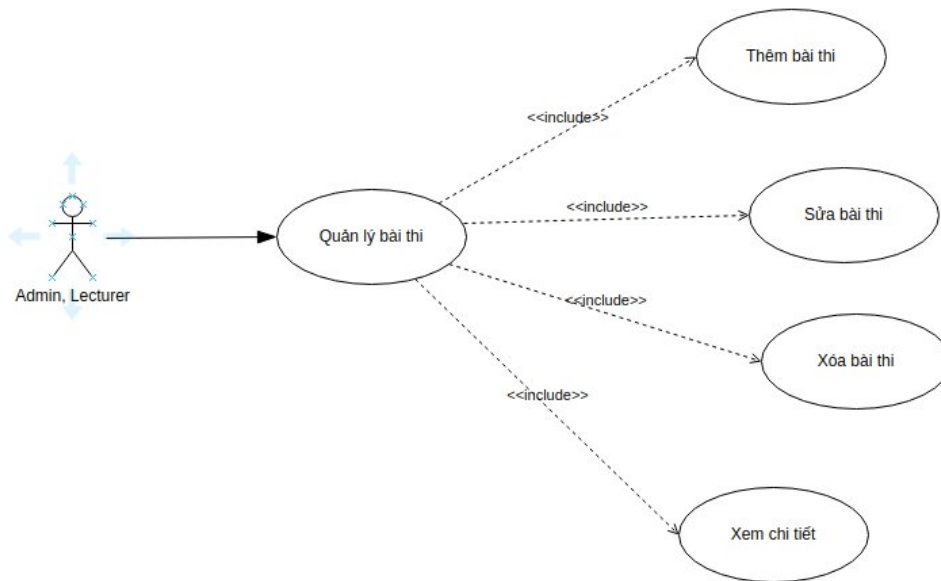 Thêm bài thi
<<include>>
<<include>>
Sửa bài thi
Quản lý bài thi
Admin, Lecturer
<<include>>
Xóa bài thi
<<include>>
Xem chi tiết